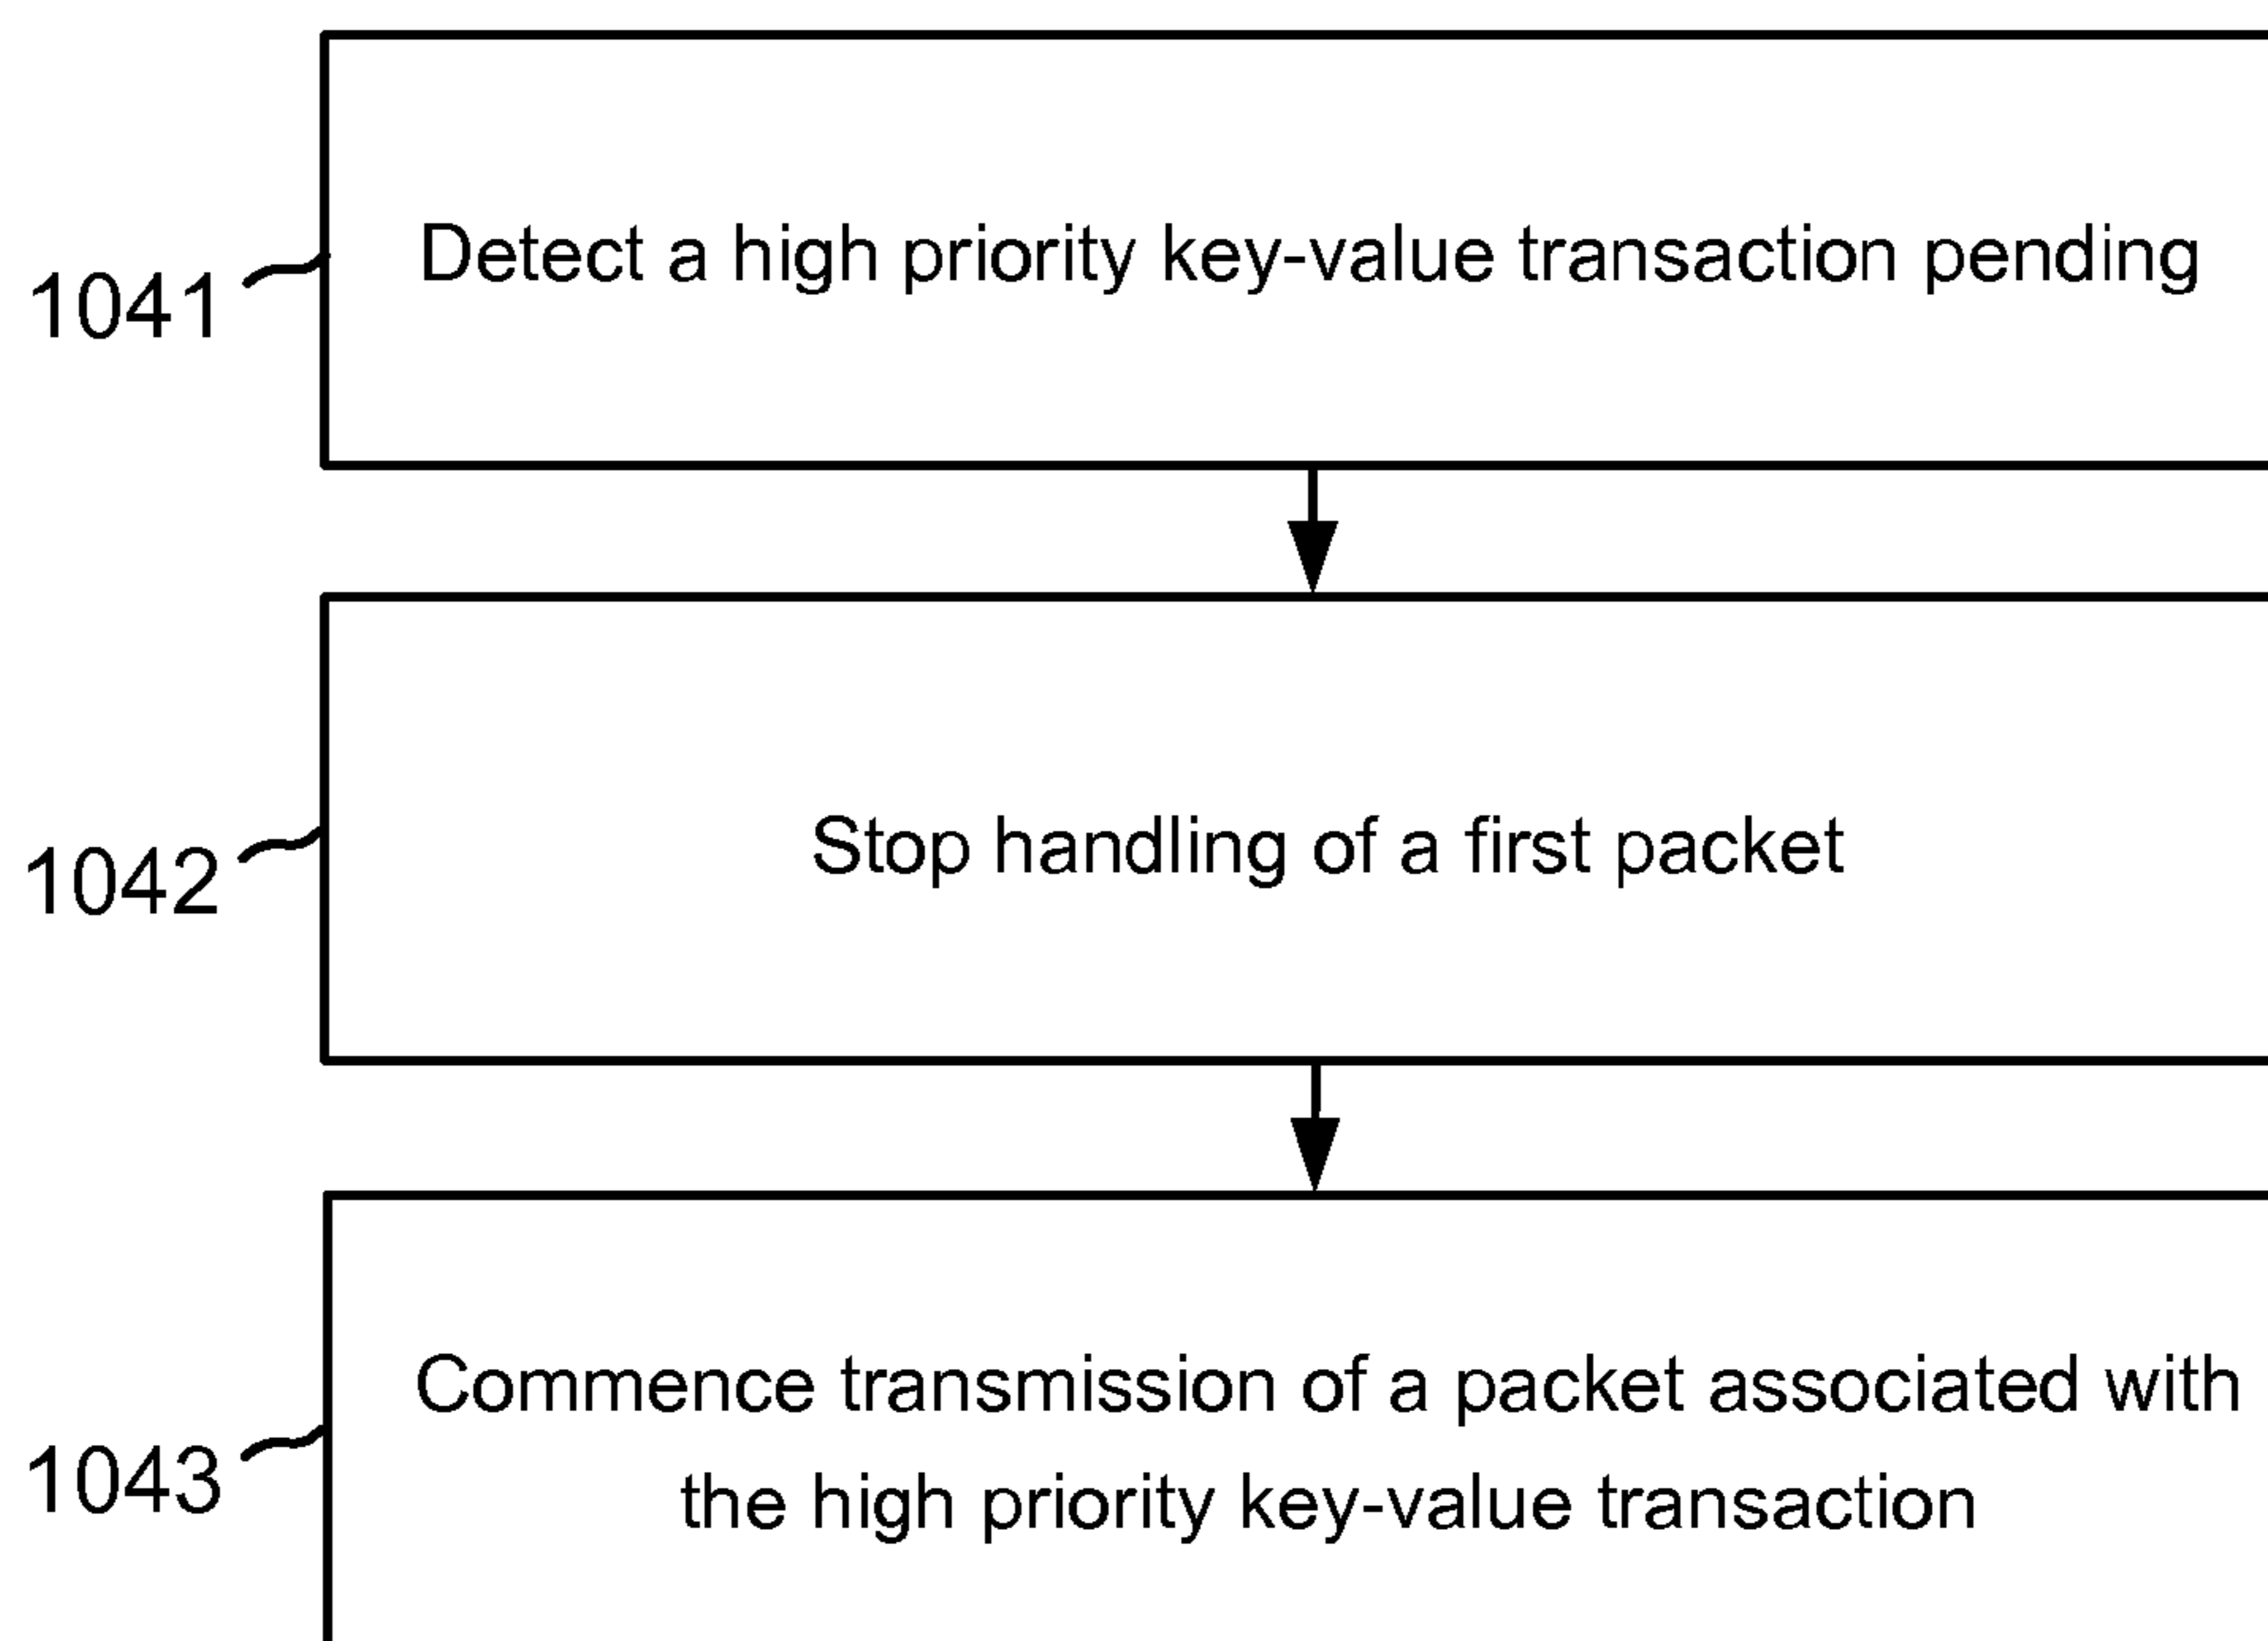 Detect a high priority key-value transaction pending
1041
Stop handling of a first packet
1042
Commence transmission of a packet associated with
the high priority key-value transaction
1043